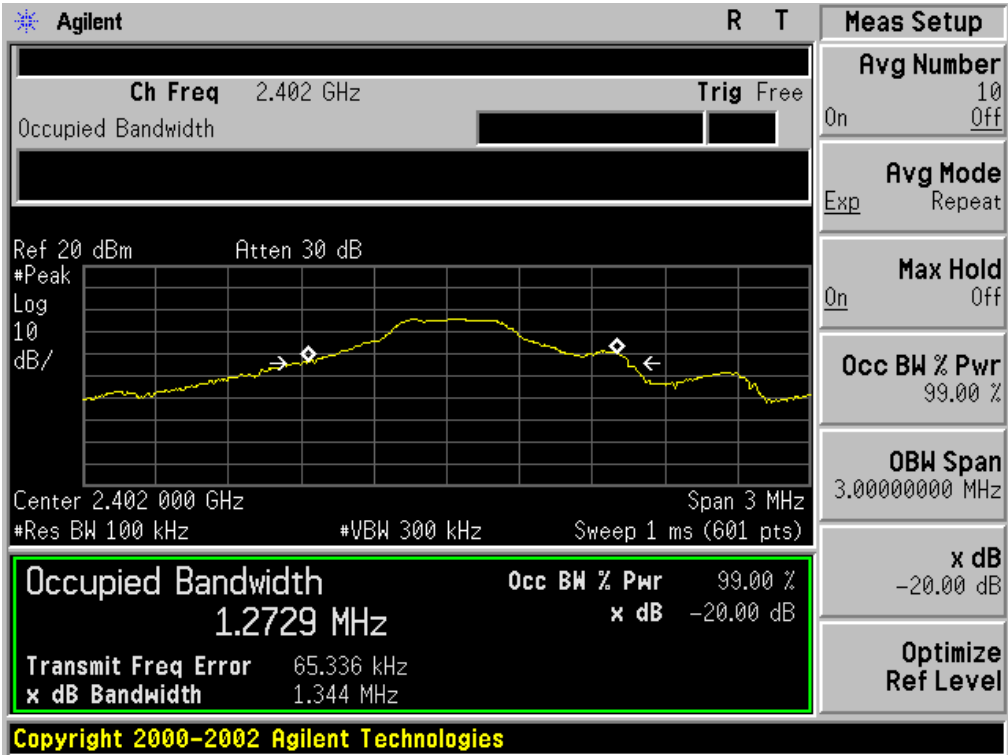 Agilent R T
Meas Setup
Ch Freq 2.402 GHz Trig Free
Occupied Bandwidth
Avg Number
10
On Off
Avg Mode
Exp Repeat
Max Hold
On Off
Occ BW % Pwr
99.00 %
OBW Span
3.00000000 MHz
x dB
-20.00 dB
Optimize
Ref Level
Ref 20 dBm Atten 30 dB
#Peak
Log
10
dB/
Center 2.402 000 GHz Span 3 MHz
#Res BW 100 kHz #VBW 300 kHz Sweep 1 ms (601 pts)
Occupied Bandwidth Occ BW % Pwr 99.00 %
1.2729 MHz x dB -20.00 dB
Transmit Freq Error 65.336 kHz
x dB Bandwidth 1.344 MHz
Copyright 2000-2002 Agilent Technologies